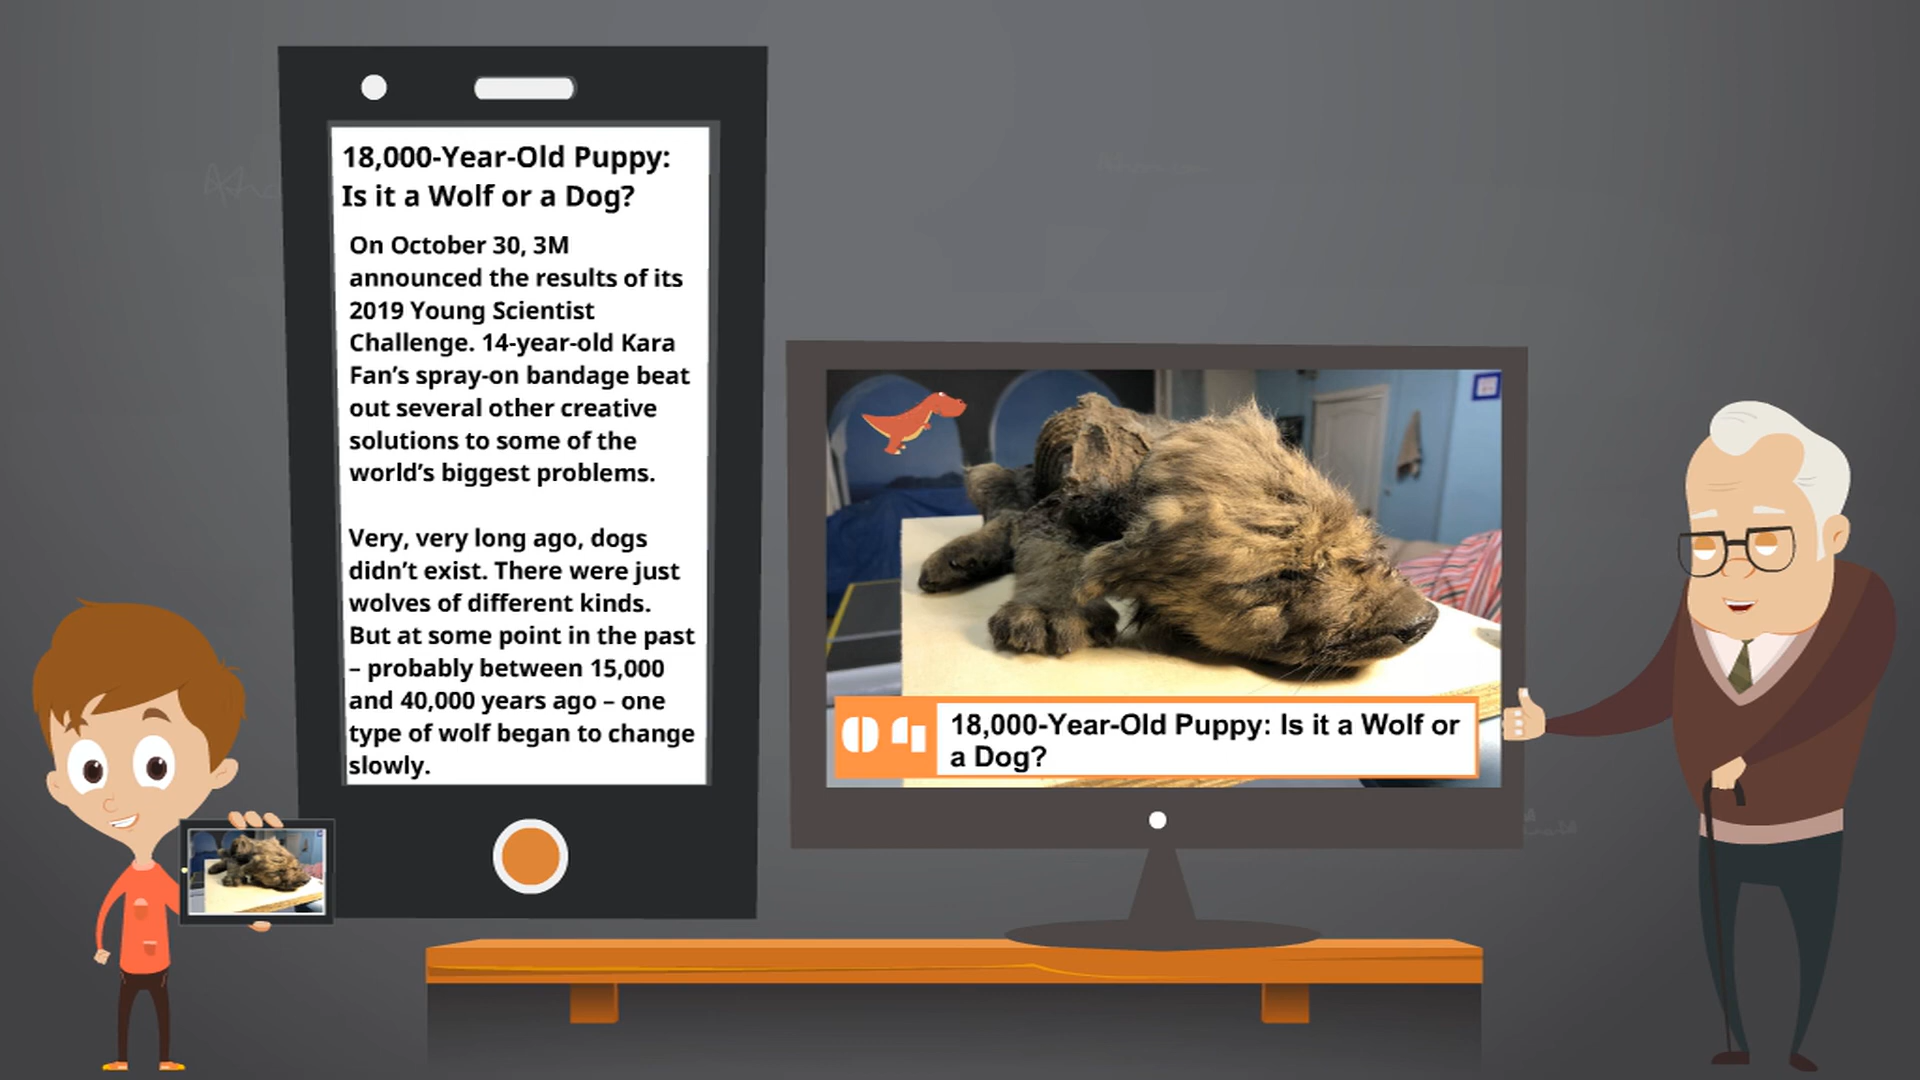 18,000-Year-Old Puppy:
Is it a Wolf or a Dog?
On October 30, 3M
announced the results of its
2019 Young Scientist
Challenge. 14-year-old Kara
Fan’s spray-on bandage beat
out several other creative
solutions to some of the
world’s biggest problems.
Very, very long ago, dogs
didn’t exist. There were just
wolves of different kinds.
But at some point in the past
– probably between 15,000
and 40,000 years ago – one
type of wolf began to change
slowly.
04
18,000-Year-Old Puppy: Is it a Wolf or
a Dog?